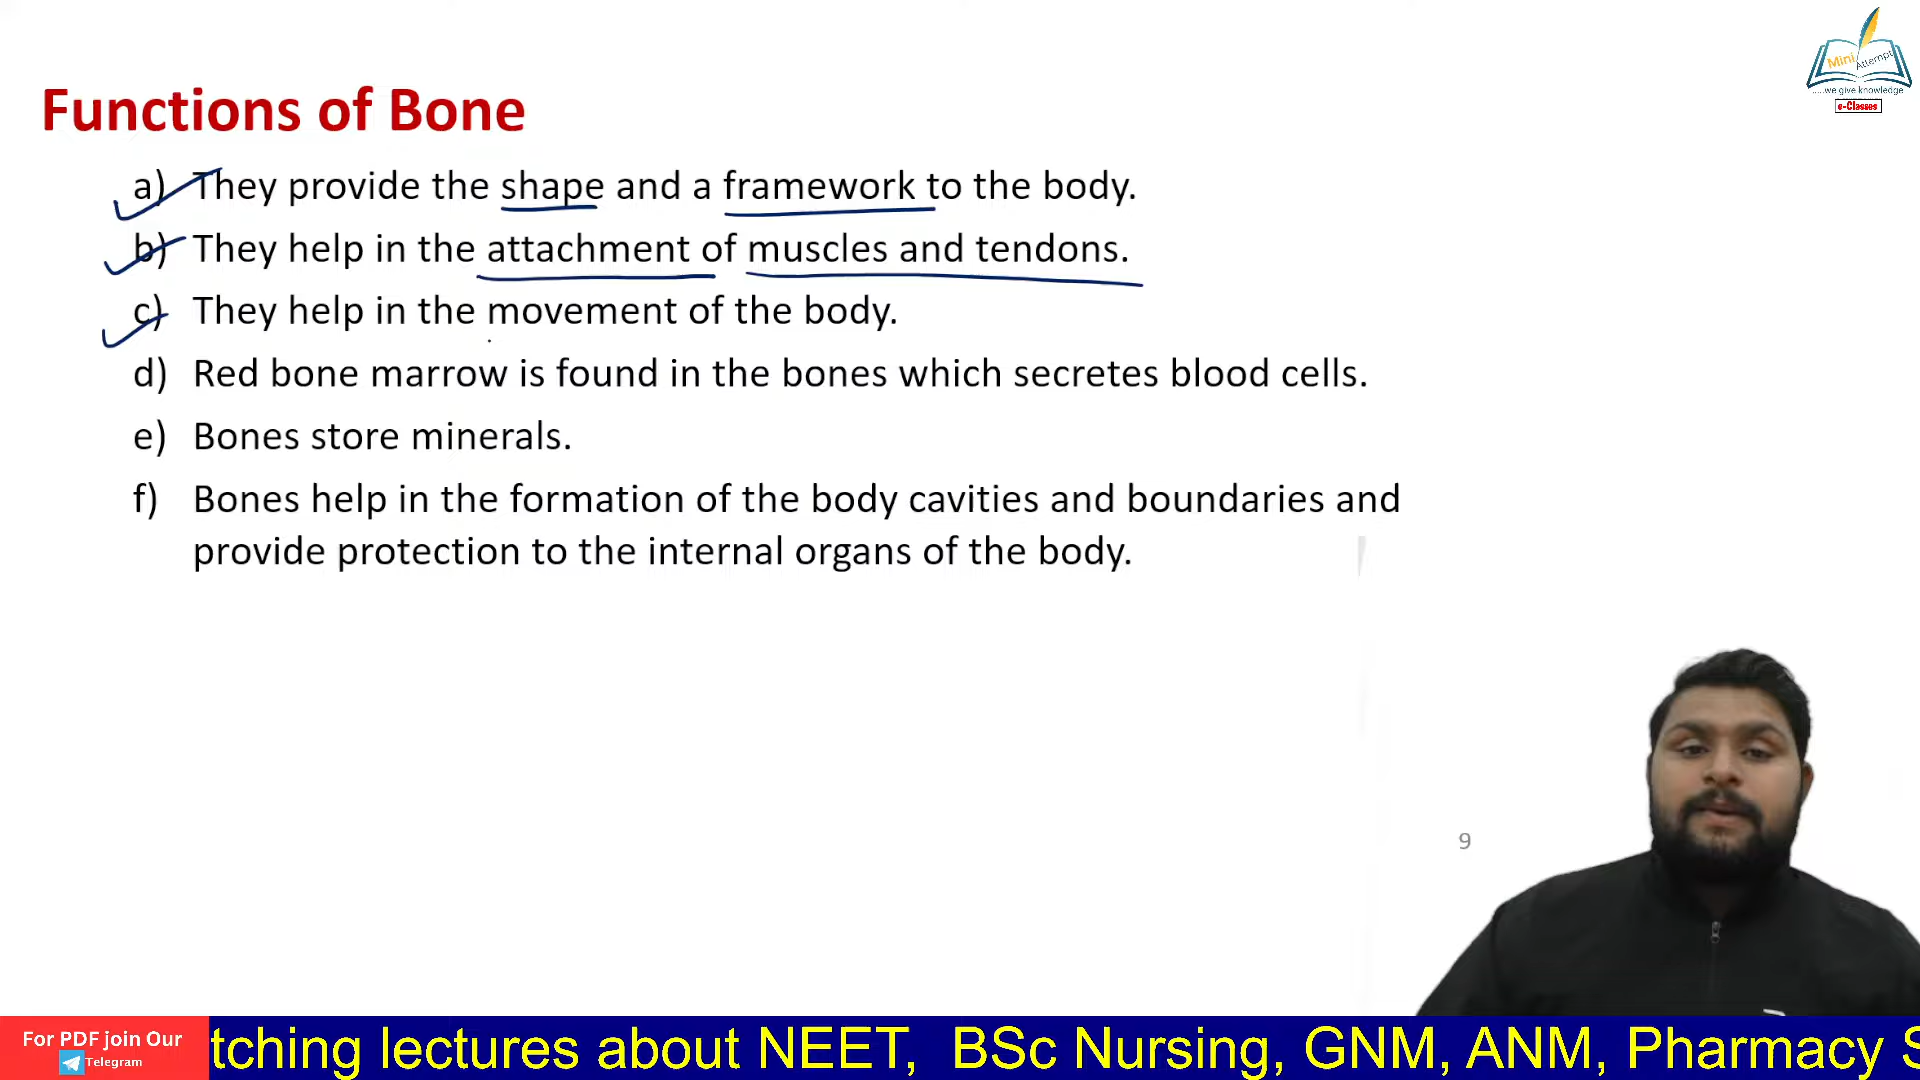 Mini Attempt
.....we give knowledge
e-Classes
Functions of Bone
a) They provide the shape and a framework to the body.
b) They help in the attachment of muscles and tendons.
c) They help in the movement of the body.
d) Red bone marrow is found in the bones which secretes blood cells.
e) Bones store minerals.
f) Bones help in the formation of the body cavities and boundaries and
provide protection to the internal organs of the body.
9
For PDF join Our
Telegram
tching lectures about NEET, BSc Nursing, GNM, ANM, Pharmacy S